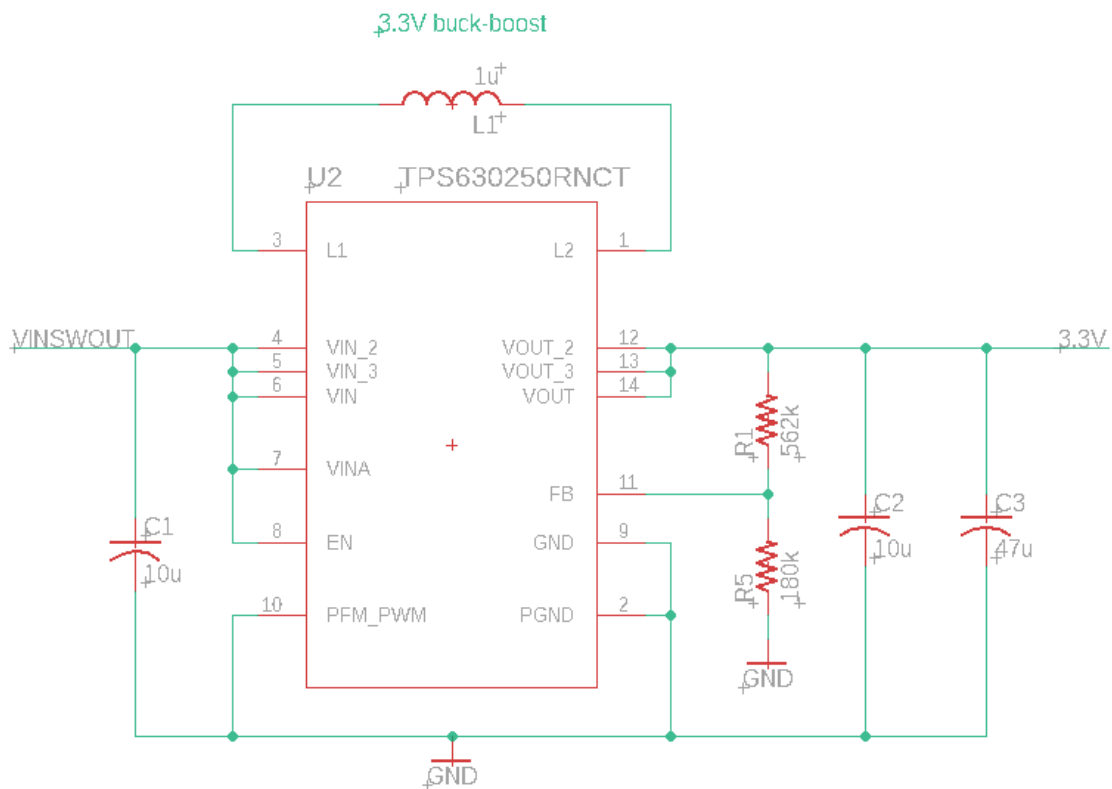 3.3V buck-boost
1u
L1
U2 TPS630250RNCT
3 L1 L2 1
VINSWOUT 4 VIN_2 VOUT_2 12 3.3V
5 VIN_3 VOUT_3 13
6 VIN VOUT 14
R1 562k
7 VINA
FB 11
C1 10u
C2 10u
C3 47u
8 EN GND 9
R5 180k
10 PFM_PWM PGND 2
GND
GND